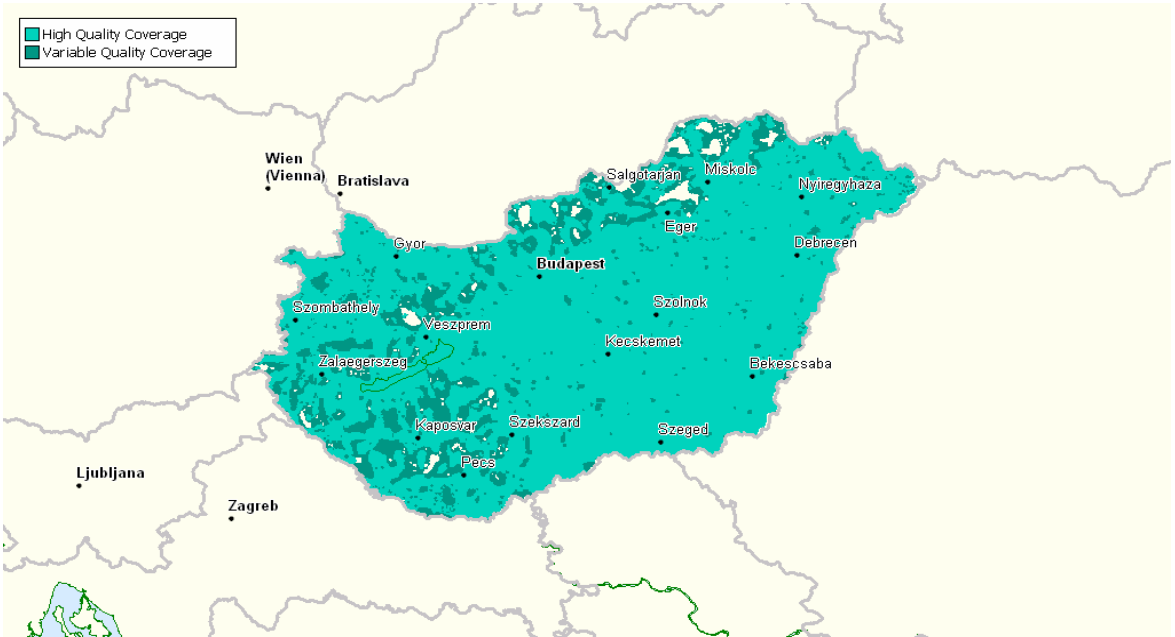 High Quality Coverage
Variable Quality Coverage
Wien
(Vienna)
Bratislava
Salgotarjan
Miskolc
Nyiregyhaza
Eger
Gyor
Debrecen
Budapest
Szombathely
Szolnok
Veszprem
Kecskemet
Zalaegerszeg
Bekescsaba
Kaposvar
Szekszard
Szeged
Pecs
Ljubljana
Zagreb